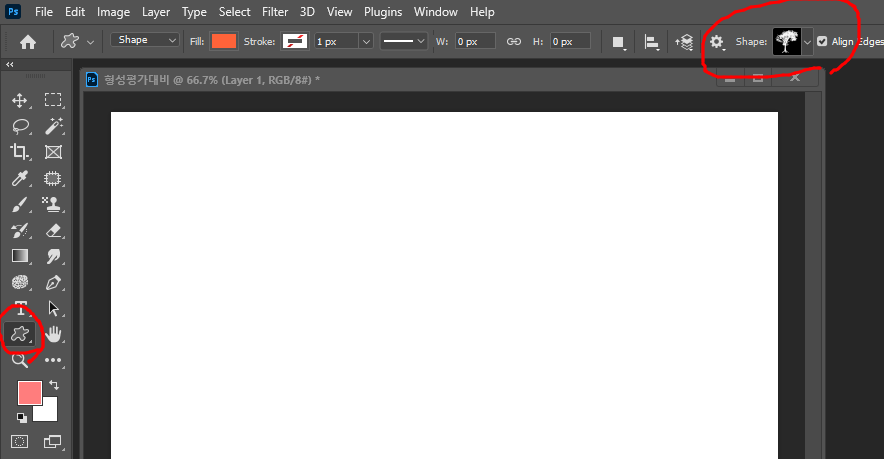 Ps File Edit Image Layer Type Select Filter 3D View Plugins Window Help
Shape Fill: Stroke: 1 px W: 0 px H: 0 px Shape: Align Edges
Ps 형성평가대비 @ 66.7% (Layer 1, RGB/8#) *
T